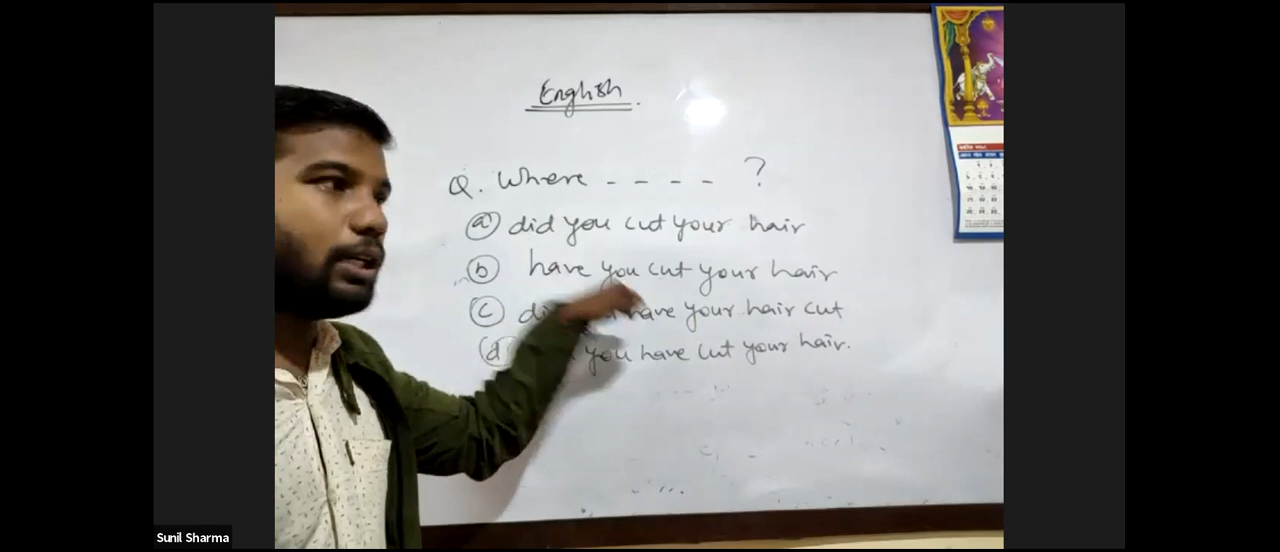 English.
Q. Where - - - - ?
(a) did you cut your hair
(b) have you cut your hair
(c) di have your hair cut
(d) you have cut your hair.
Sunil Sharma